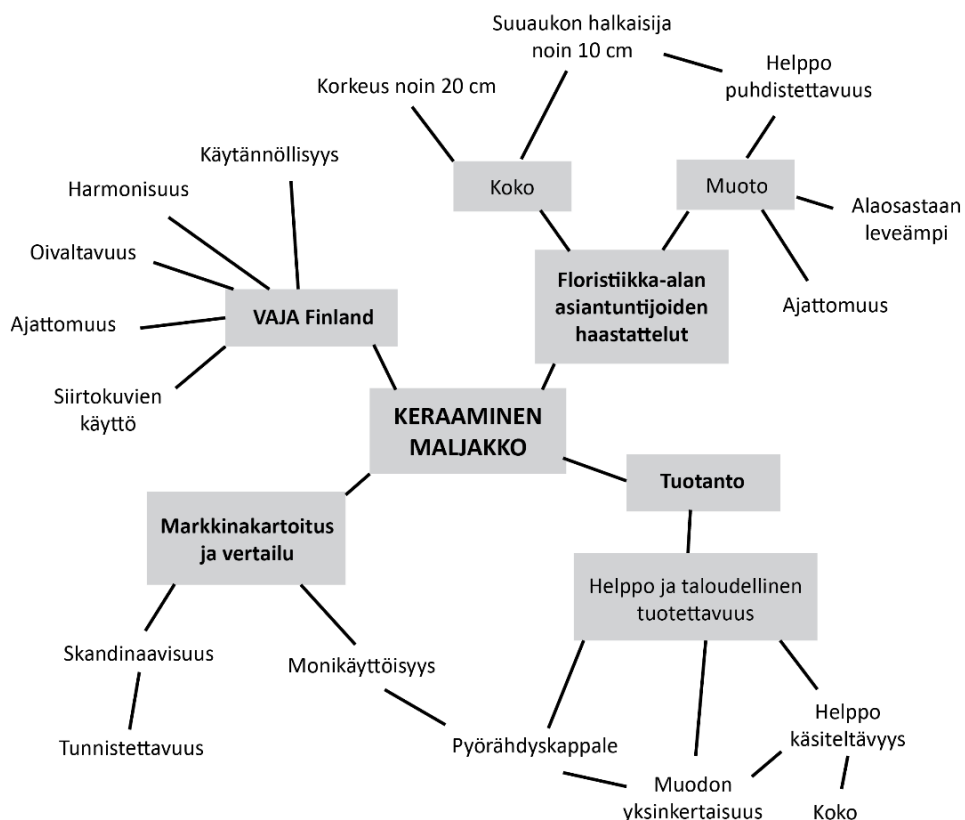 Suuaukon halkaisija
noin 10 cm
Helppo
puhdistettavuus
Korkeus noin 20 cm
Käytännöllisyys
Koko
Muoto
Harmonisuus
Alaosastaan
leveämpi
Oivaltavuus
Floristiikka-alan
asiantuntijoiden
haastattelut
VAJA Finland
Ajattomuus
Ajattomuus
Siirtokuvien
käyttö
KERAAMINEN
MALJAKKO
Tuotanto
Markkinakartoitus
ja vertailu
Helppo ja taloudellinen
tuotettavuus
Skandinaavisuus
Monikäyttöisyys
Helppo
käsiteltävyys
Tunnistettavuus
Pyörähdyskappale
Muodon
yksinkertaisuus
Koko